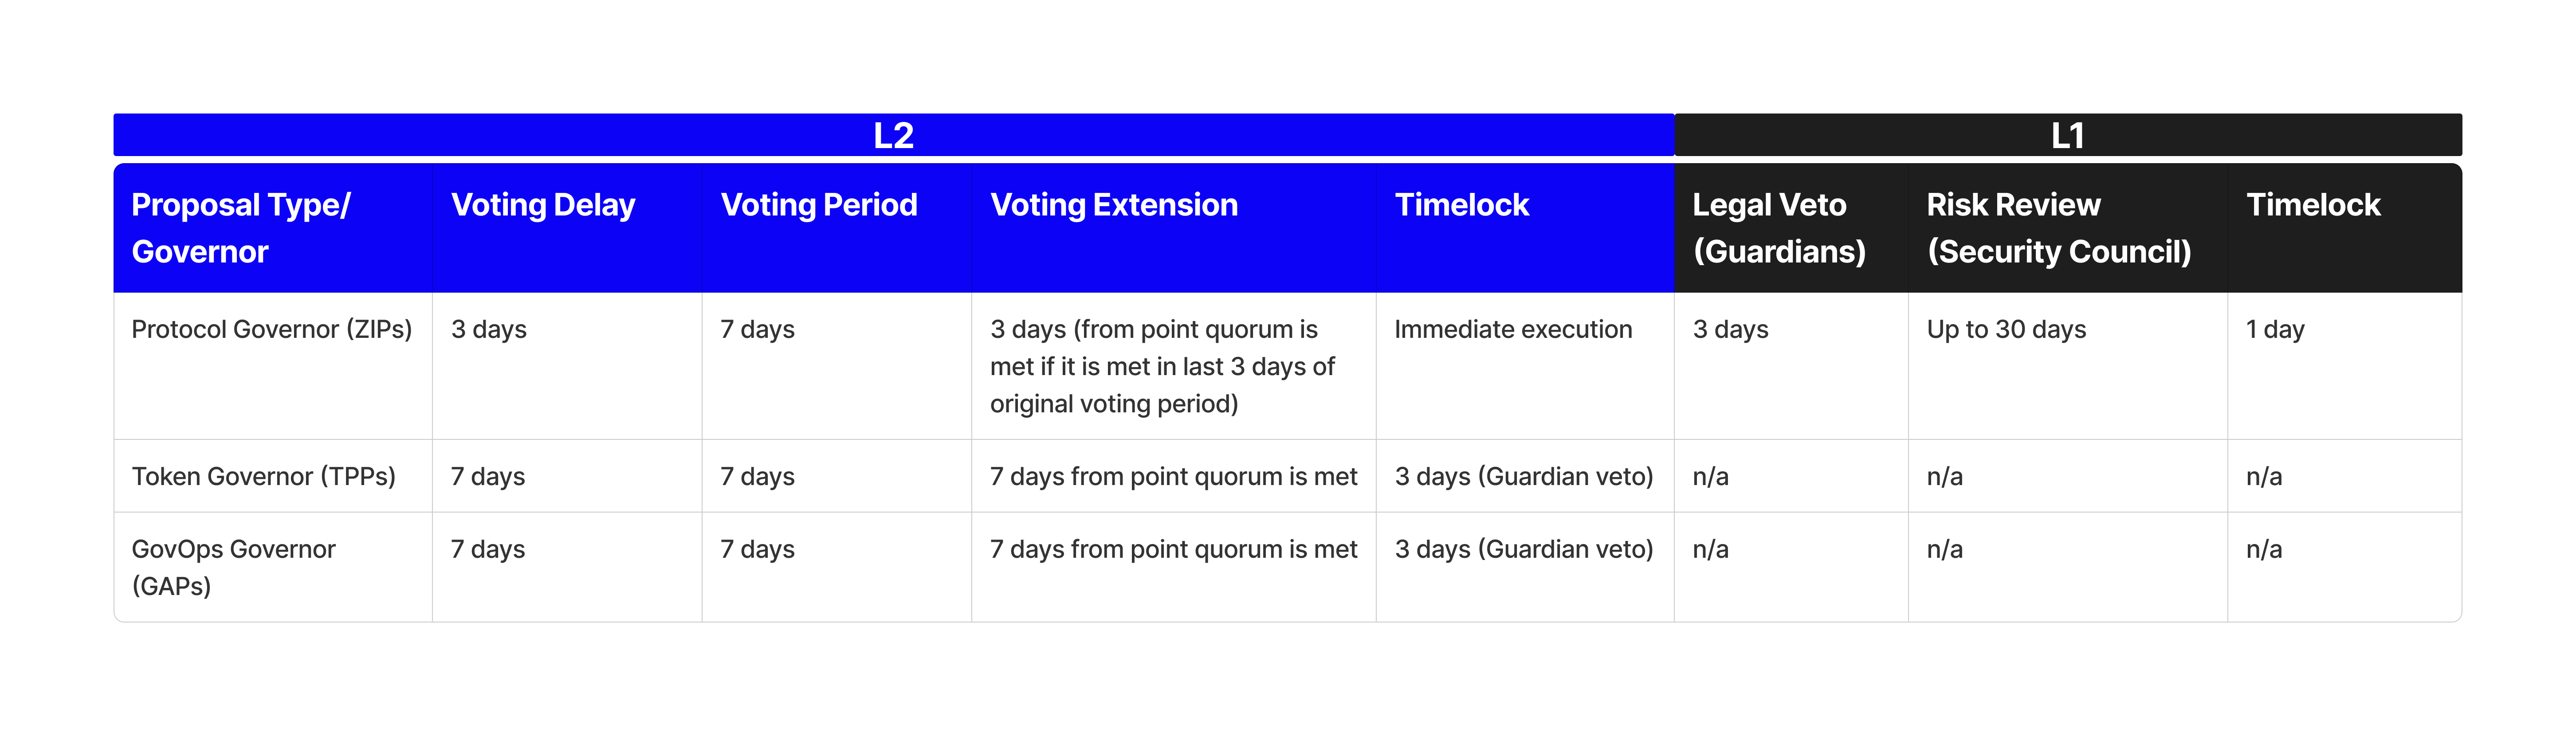 L2
L1
Proposal Type/
Governor
Voting Delay
Voting Period
Voting Extension
Timelock
Legal Veto
(Guardians)
Risk Review
(Security Council)
Timelock
Protocol Governor (ZIPs)
3 days
7 days
3 days (from point quorum is
met if it is met in last 3 days of
original voting period)
Immediate execution
3 days
Up to 30 days
1 day
Token Governor (TPPs)
7 days
7 days
7 days from point quorum is met
3 days (Guardian veto)
n/a
n/a
n/a
GovOps Governor
(GAPs)
7 days
7 days
7 days from point quorum is met
3 days (Guardian veto)
n/a
n/a
n/a